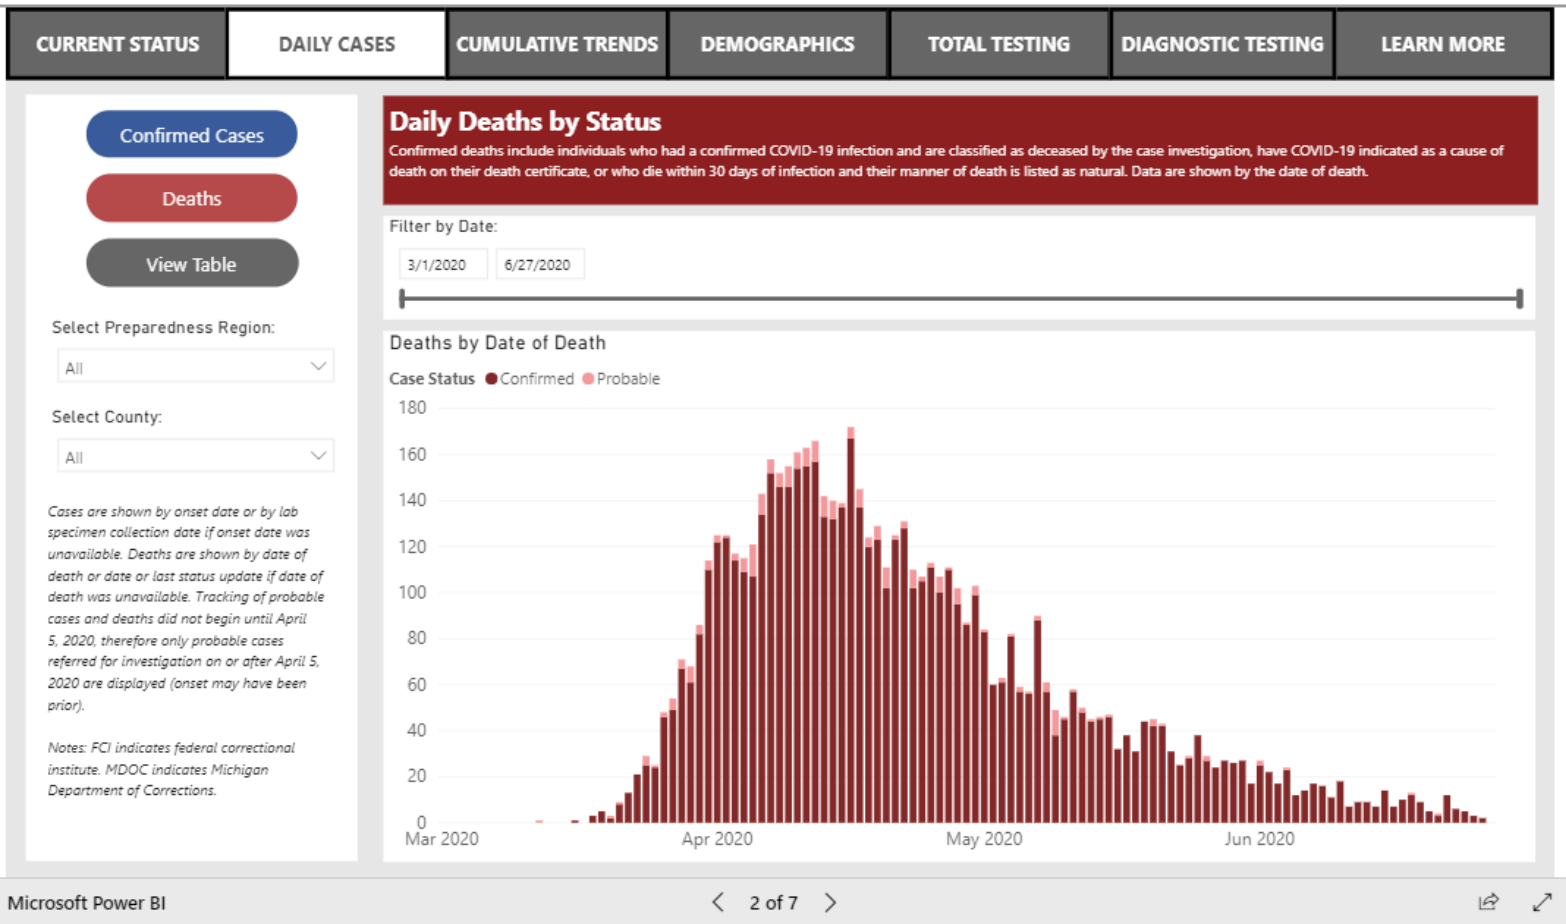 CURRENT STATUS
DAILY CASES
CUMULATIVE TRENDS
DEMOGRAPHICS
TOTAL TESTING
DIAGNOSTIC TESTING
LEARN MORE
Confirmed Cases
Deaths
View Table
Select Preparedness Region:
All
Select County:
All
Cases are shown by onset date or by lab
specimen collection date if onset date was
unavailable. Deaths are shown by date of
death or date or last status update if date of
death was unavailable. Tracking of probable
cases and deaths did not begin until April
5, 2020, therefore only probable cases
referred for investigation on or after April 5,
2020 are displayed (onset may have been
prior).
Notes: FCI indicates federal correctional
institute. MDOC indicates Michigan
Department of Corrections.
Daily Deaths by Status
Confirmed deaths include individuals who had a confirmed COVID-19 infection and are classified as deceased by the case investigation, have COVID-19 indicated as a cause of
death on their death certificate, or who die within 30 days of infection and their manner of death is listed as natural. Data are shown by the date of death.
Filter by Date:
3/1/2020 6/27/2020
Deaths by Date of Death
Case Status Confirmed Probable
180
160
140
120
100
80
60
40
20
0
Mar 2020 Apr 2020 May 2020 Jun 2020
Microsoft Power BI
2 of 7